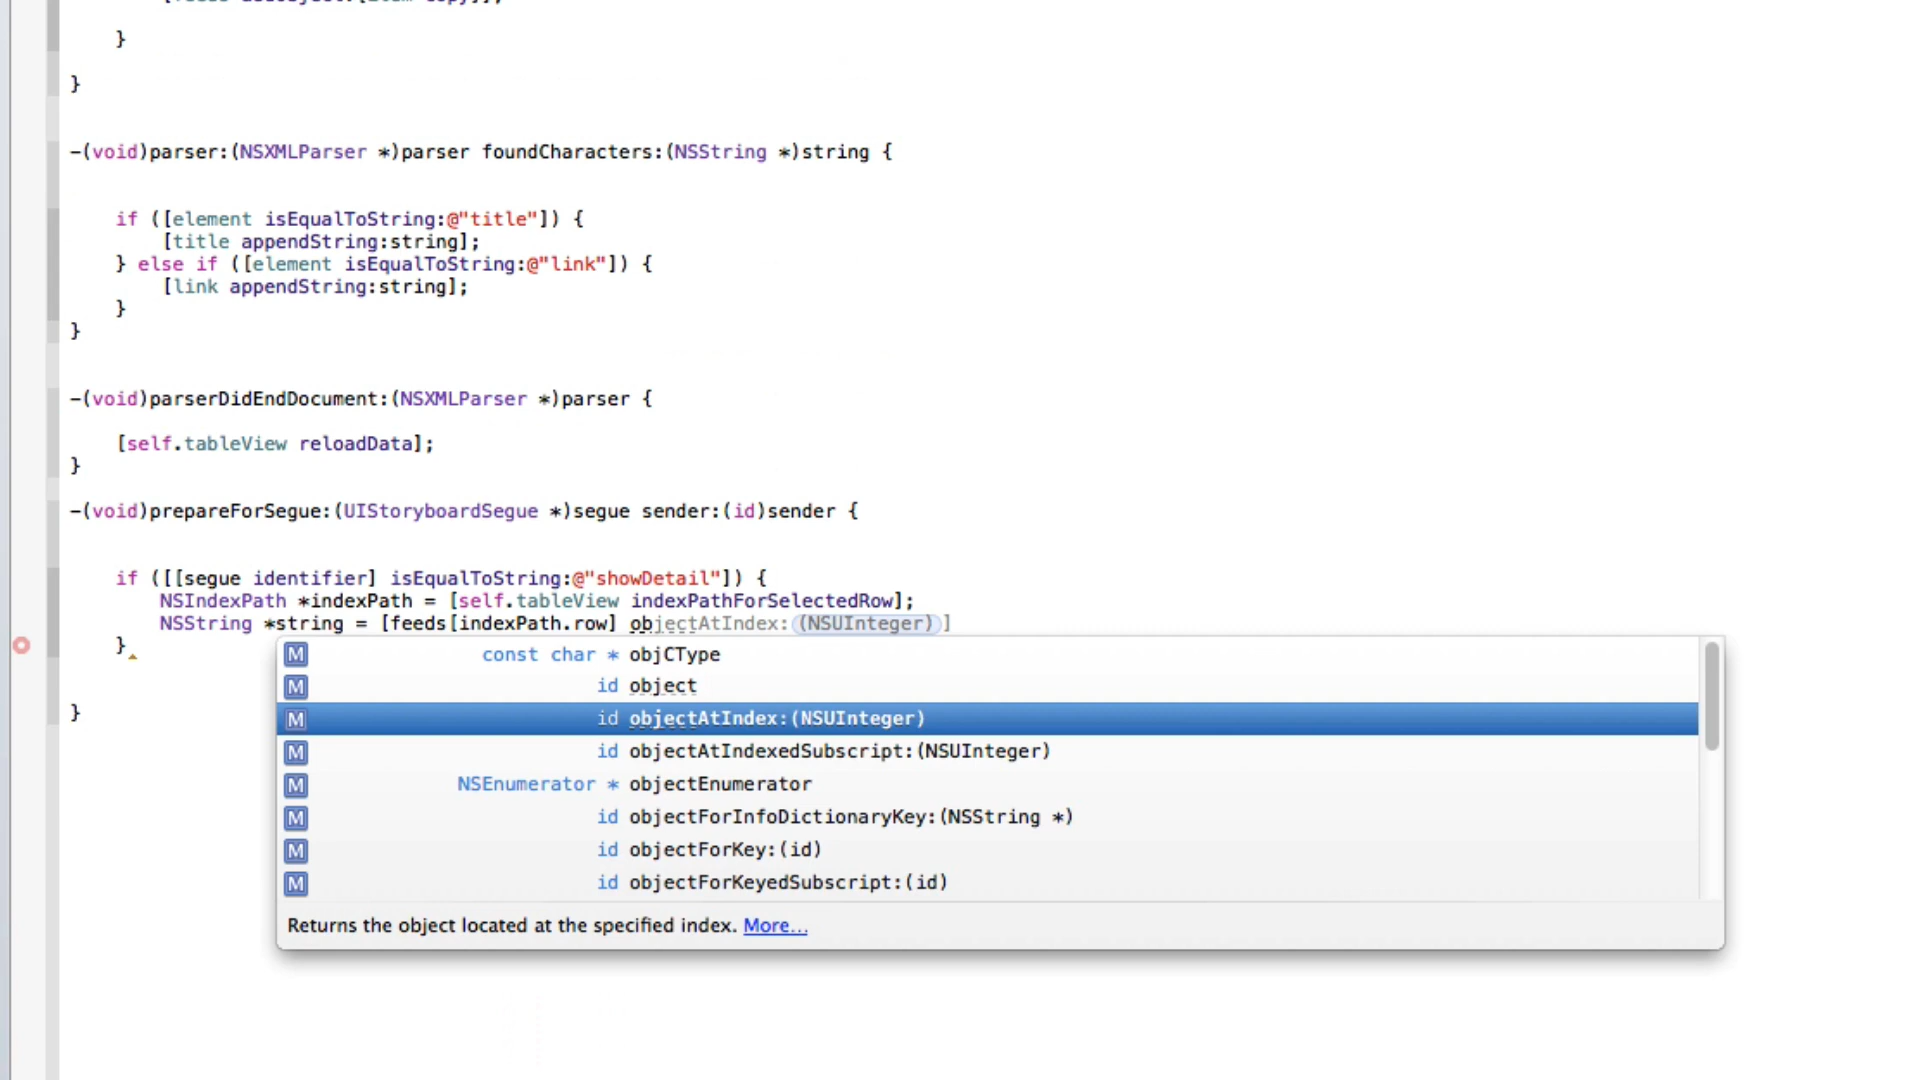 }
}
-(void)parser:(NSXMLParser *)parser foundCharacters:(NSString *)string {
if ([element isEqualToString:@"title"]) {
[title appendString:string];
} else if ([element isEqualToString:@"link"]) {
[link appendString:string];
}
}
-(void)parserDidEndDocument:(NSXMLParser *)parser {
[self.tableView reloadData];
}
-(void)prepareForSegue:(UIStoryboardSegue *)segue sender:(id)sender {
if ([[segue identifier] isEqualToString:@"showDetail"]) {
NSIndexPath *indexPath = [self.tableView indexPathForSelectedRow];
NSString *string = [feeds[indexPath.row] objectAtIndex:(NSUInteger)]
}
M const char * objCType
M id object
M id objectAtIndex:(NSUInteger)
}
M id objectAtIndexedSubscript:(NSUInteger)
M NSEnumerator * objectEnumerator
M id objectForInfoDictionaryKey:(NSString *)
M id objectForKey:(id)
M id objectForKeyedSubscript:(id)
Returns the object located at the specified index. More...